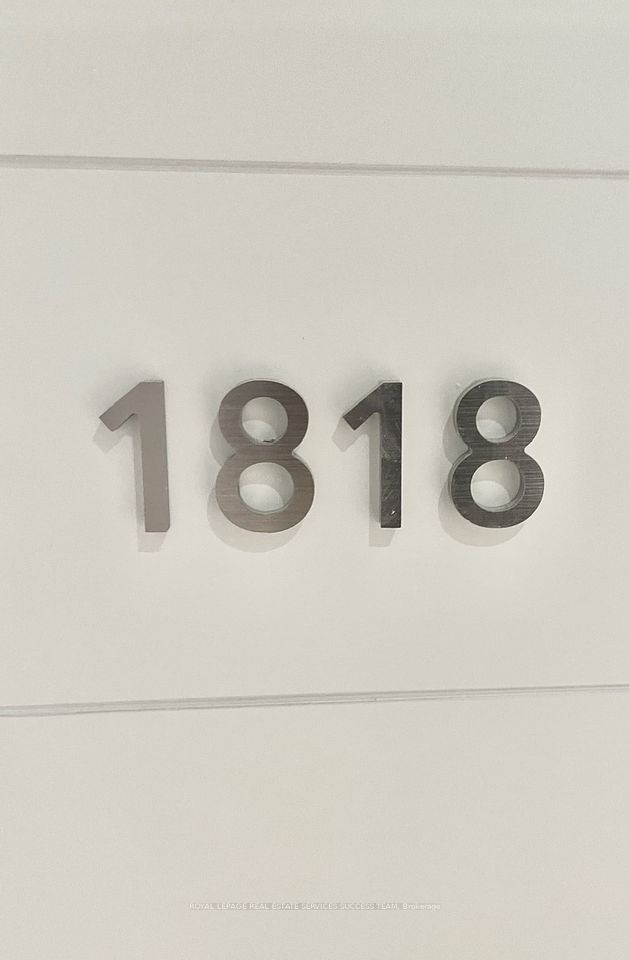 1818
ROYAL LEPAGE REAL ESTATE SERVICES SUCCESS TEAM, Brokerage